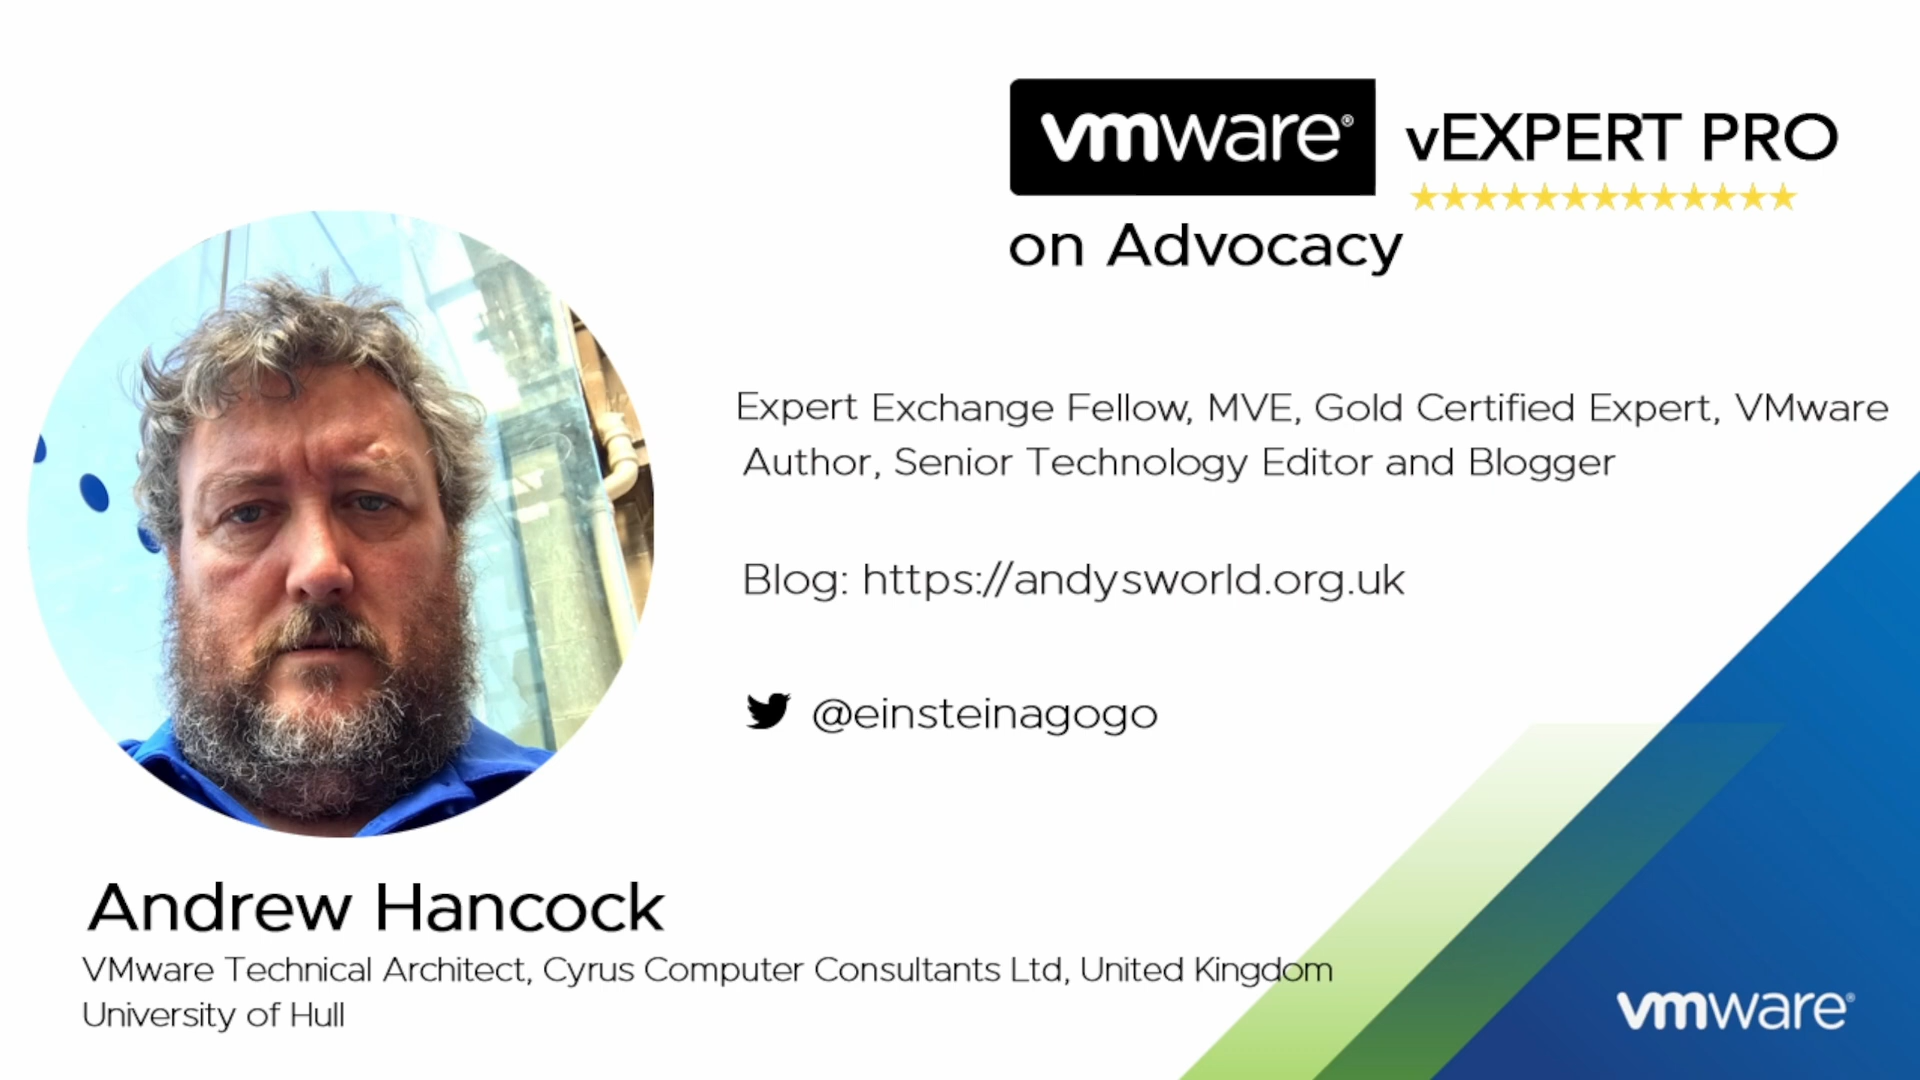 vmware® vEXPERT PRO
★★★★★★★★★★★★★
on Advocacy
Expert Exchange Fellow, MVE, Gold Certified Expert, VMware
Author, Senior Technology Editor and Blogger
Blog: https://andysworld.org.uk
@einsteinagogo
Andrew Hancock
VMware Technical Architect, Cyrus Computer Consultants Ltd, United Kingdom
University of Hull
vmware®